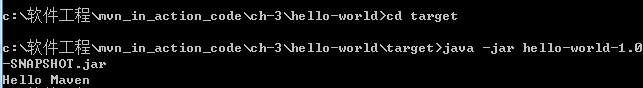 c:\软件工程\mvn_in_action_code\ch-3\hello-world>cd target
c:\软件工程\mvn_in_action_code\ch-3\hello-world\target>java -jar hello-world-1.0
-SNAPSHOT.jar
Hello Maven